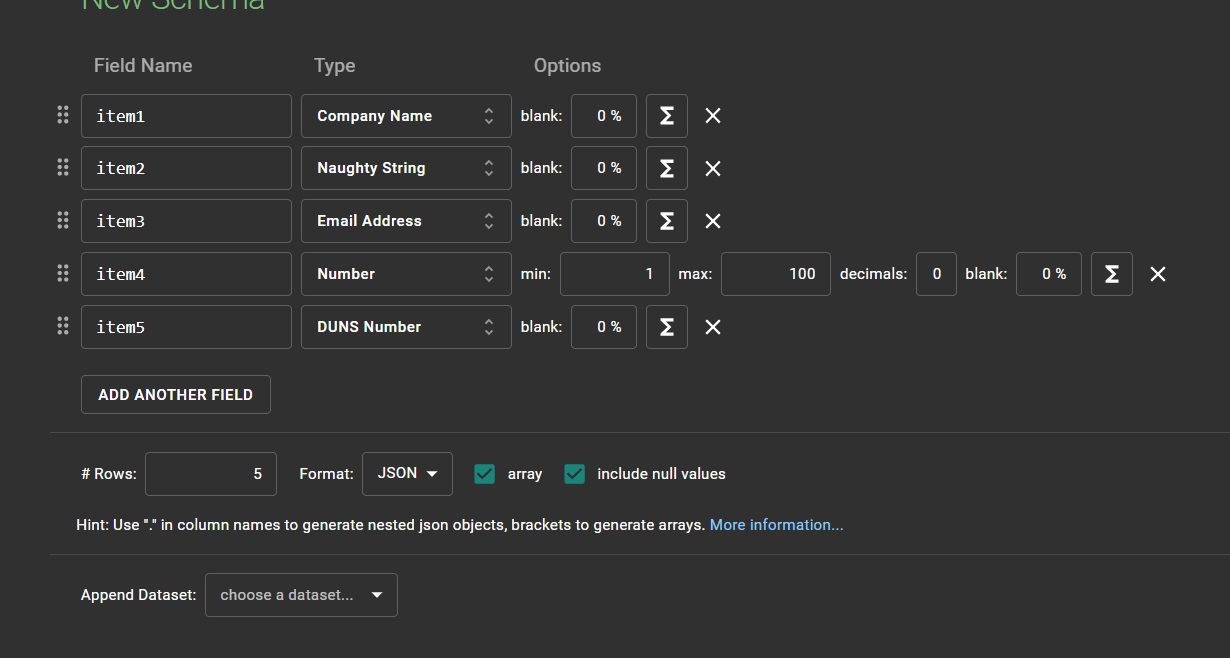 New Schema
Field Name Type Options
item1 Company Name blank: 0 % Σ
item2 Naughty String blank: 0 % Σ
item3 Email Address blank: 0 % Σ
item4 Number min: 1 max: 100 decimals: 0 blank: 0 % Σ
item5 DUNS Number blank: 0 % Σ
ADD ANOTHER FIELD
# Rows: 5 Format: JSON array include null values
Hint: Use "." in column names to generate nested json objects, brackets to generate arrays. More information...
Append Dataset: choose a dataset...